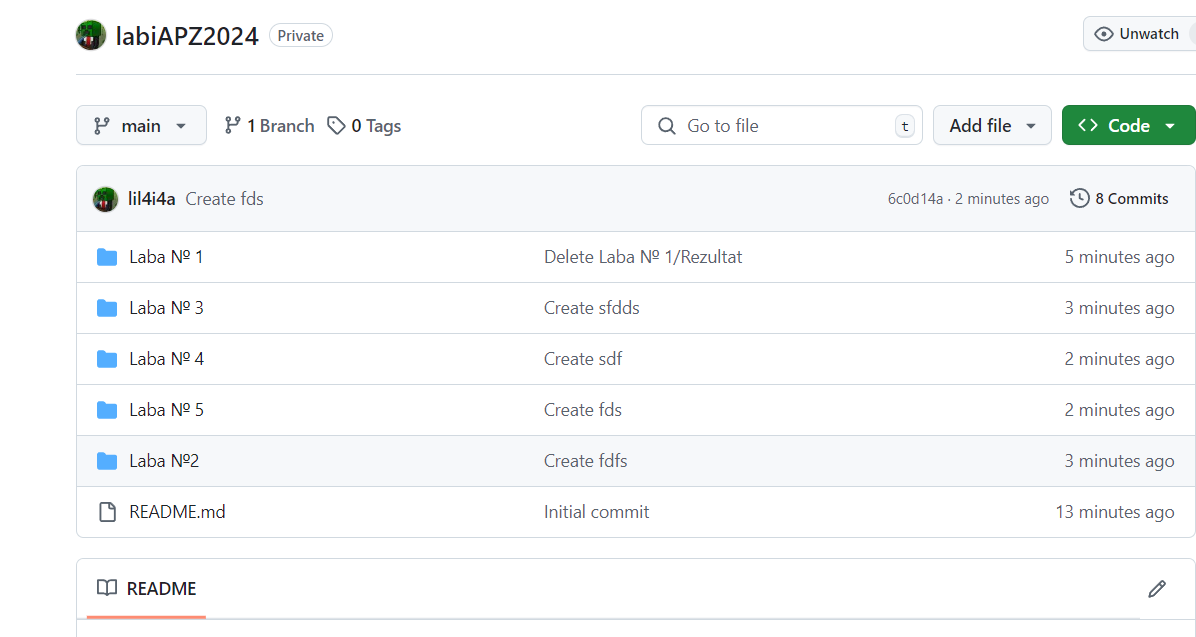 labiAPZ2024 Private Unwatch
main 1 Branch 0 Tags Go to file t Add file Code
lil4i4a Create fds 6c0d14a · 2 minutes ago 8 Commits
Laba № 1 Delete Laba № 1/Rezultat 5 minutes ago
Laba № 3 Create sfdds 3 minutes ago
Laba № 4 Create sdf 2 minutes ago
Laba № 5 Create fds 2 minutes ago
Laba №2 Create fdfs 3 minutes ago
README.md Initial commit 13 minutes ago
README